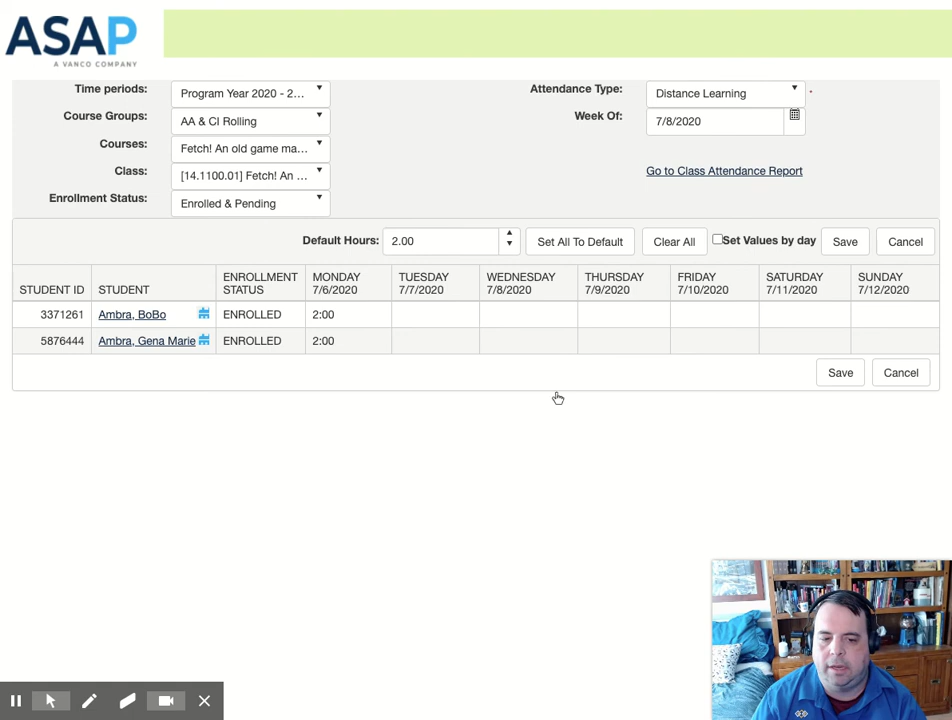 ASAP
A VANCO COMPANY
Time periods: Program Year 2020 - 2... Attendance Type: Distance Learning
Course Groups: AA & CI Rolling Week Of: 7/8/2020
Courses: Fetch! An old game ma...
Class: [14.1100.01] Fetch! An ... Go to Class Attendance Report
Enrollment Status: Enrolled & Pending
Default Hours: 2.00 Set All To Default Clear All Set Values by day Save Cancel
STUDENT ID STUDENT ENROLLMENT STATUS MONDAY 7/6/2020 TUESDAY 7/7/2020 WEDNESDAY 7/8/2020 THURSDAY 7/9/2020 FRIDAY 7/10/2020 SATURDAY 7/11/2020 SUNDAY 7/12/2020
3371261 Ambra, BoBo ENROLLED 2:00
5876444 Ambra, Gena Marie ENROLLED 2:00
Save Cancel